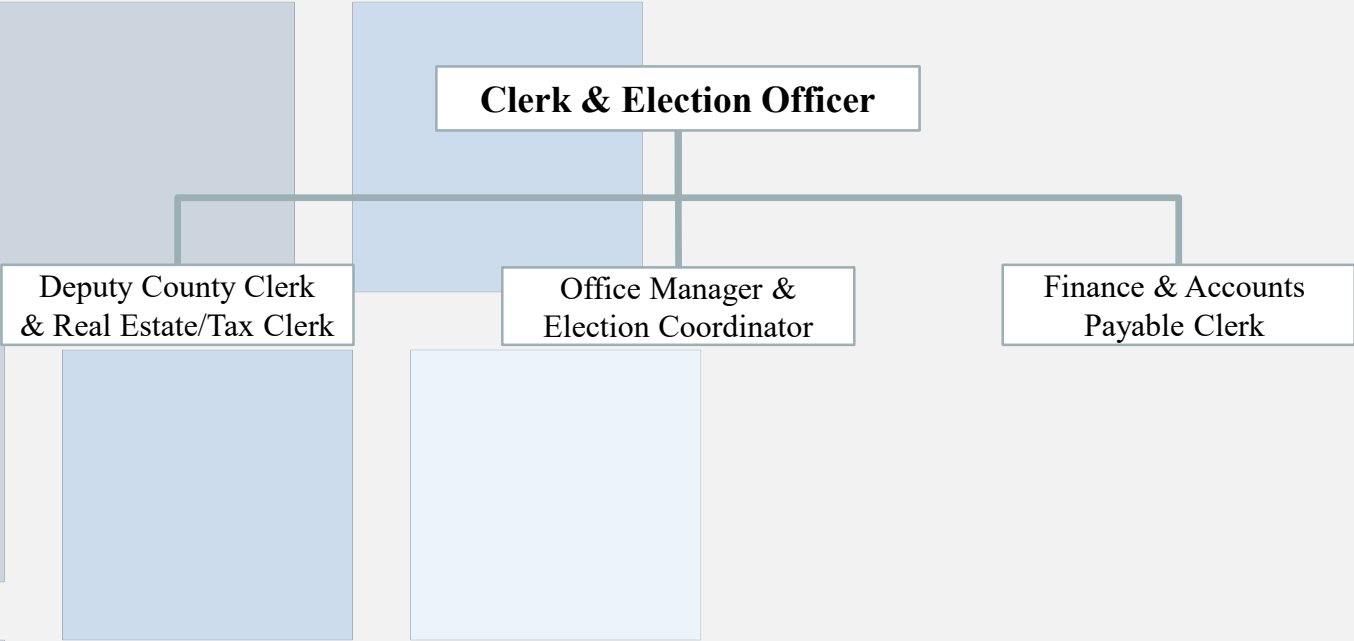 Clerk & Election Officer
Deputy County Clerk
& Real Estate/Tax Clerk
Office Manager &
Election Coordinator
Finance & Accounts
Payable Clerk